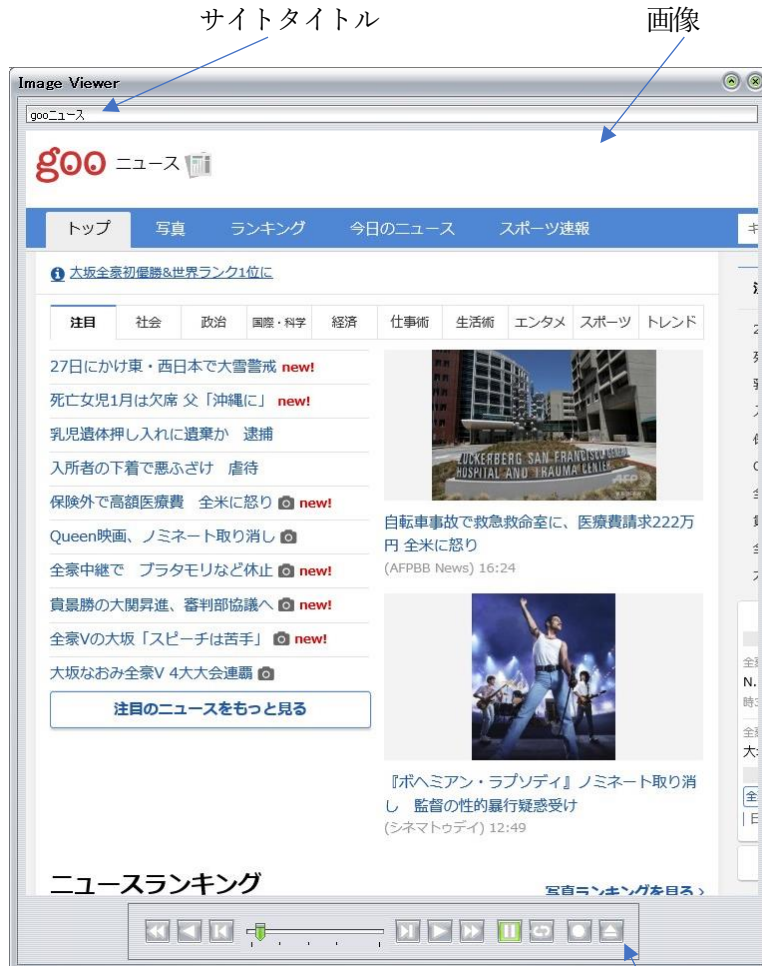 サイトタイトル
画像
Image Viewer
gooニュース
goo ニュース
トップ 写真 ランキング 今日のニュース スポーツ速報 キ
大坂全豪初優勝&世界ランク1位に
注目 社会 政治 国際・科学 経済 仕事術 生活術 エンタメ スポーツ トレンド
27日にかけ東・西日本で大雪警戒 new!
死亡女児1月は欠席 父「沖縄に」 new!
乳児遺体押し入れに遺棄か 逮捕
入所者の下着で悪ふざけ 虐待
保険外で高額医療費 全米に怒り new!
Queen映画、ノミネート取り消し
全豪中継で ブラタモリなど休止 new!
貴景勝の大関昇進、審判部協議へ new!
全豪Vの大坂「スピーチは苦手」 new!
大坂なおみ全豪V 4大大会連覇
注目のニュースをもっと見る
ZUCKERBERG SAN FRANCISCO GENERAL
HOSPITAL AND TRAUMA CENTER
AFP
自転車事故で救急救命室に、医療費請求222万
円 全米に怒り
(AFPBB News) 16:24
『ボヘミアン・ラプソディ』ノミネート取り消
し 監督の性的暴行疑惑受け
(シネマトゥデイ) 12:49
ニュースランキング
写真ランキングを見る
全豪
N.
時
全豪
大
全
日